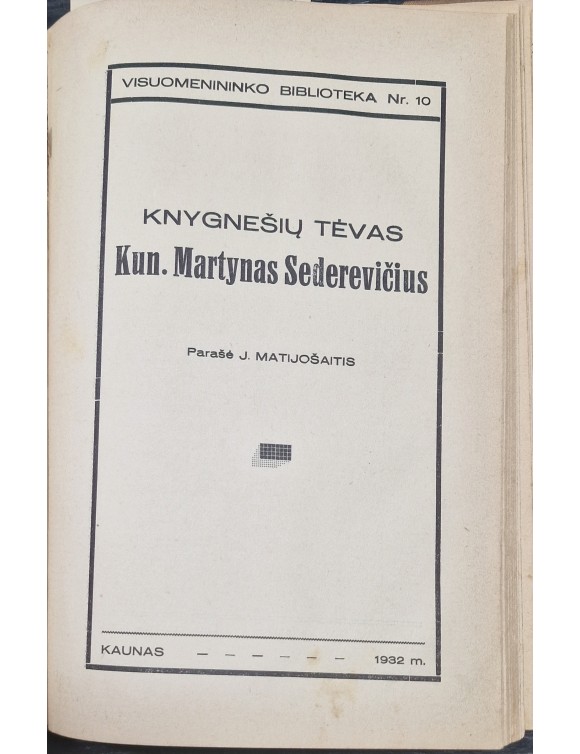 VISUOMENININKO BIBLIOTEKA Nr. 10
KNYGNEŠIŲ TĖVAS
Kun. Martynas Sederevičius
Parašė J. MATIJOŠAITIS
KAUNAS — — — — — — 1932 m.